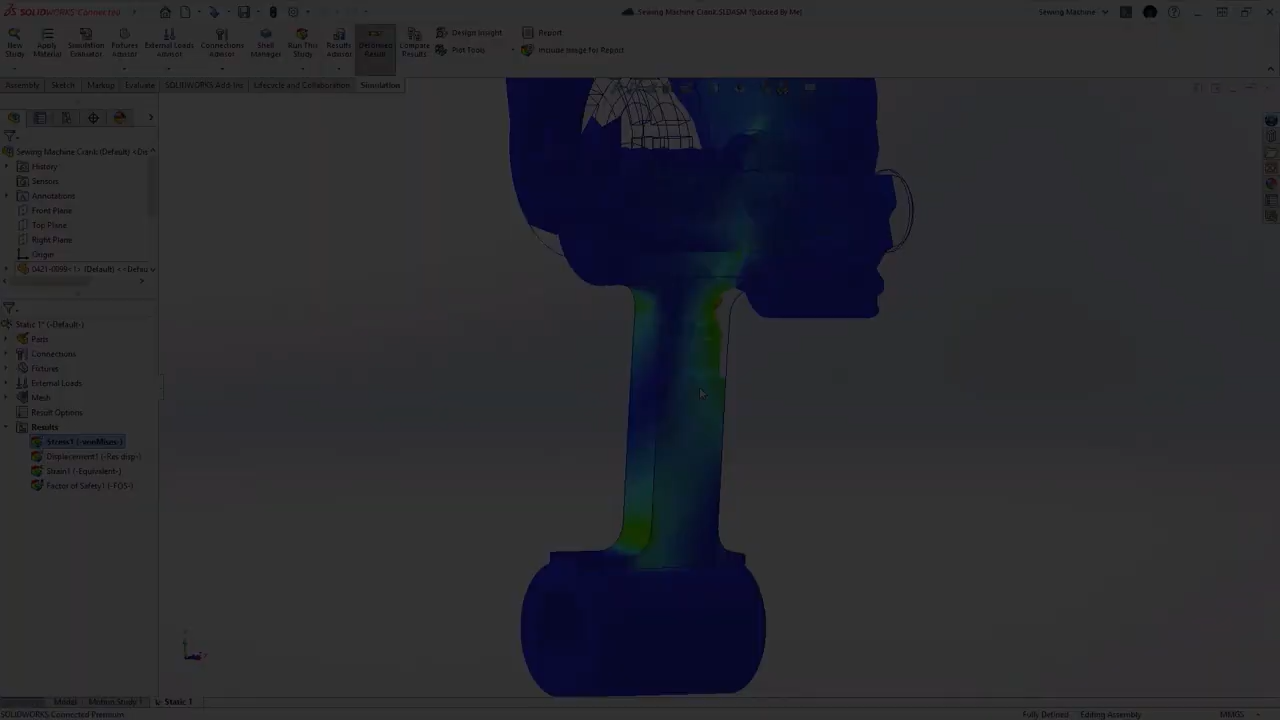 SOLIDWORKS Connected
Sewing Machine Crank.SLDASM *[Locked By Me]
Sewing Machine
New Study
Apply Material
Simulation Evaluator
Fixtures Advisor
External Loads Advisor
Connections Advisor
Shell Manager
Run This Study
Results Advisor
Deformed Result
Compare Results
Design Insight
Plot Tools
Report
Include Image for Report
Assembly
Sketch
Markup
Evaluate
SOLIDWORKS Add-Ins
Lifecycle and Collaboration
Simulation
Sewing Machine Crank (Default) <Dis
History
Sensors
Annotations
Front Plane
Top Plane
Right Plane
Origin
Static 1* (-Default-)
Parts
Connections
Fixtures
External Loads
Mesh
Result Options
Results
Stress1 (-vonMises-)
Displacement1 (-Res disp-)
Strain1 (-Equivalent-)
Factor of Safety1 (-FOS-)
Model
Motion Study 1
Static 1
SOLIDWORKS Connected Premium
Fully Defined
Editing Assembly
MMGS